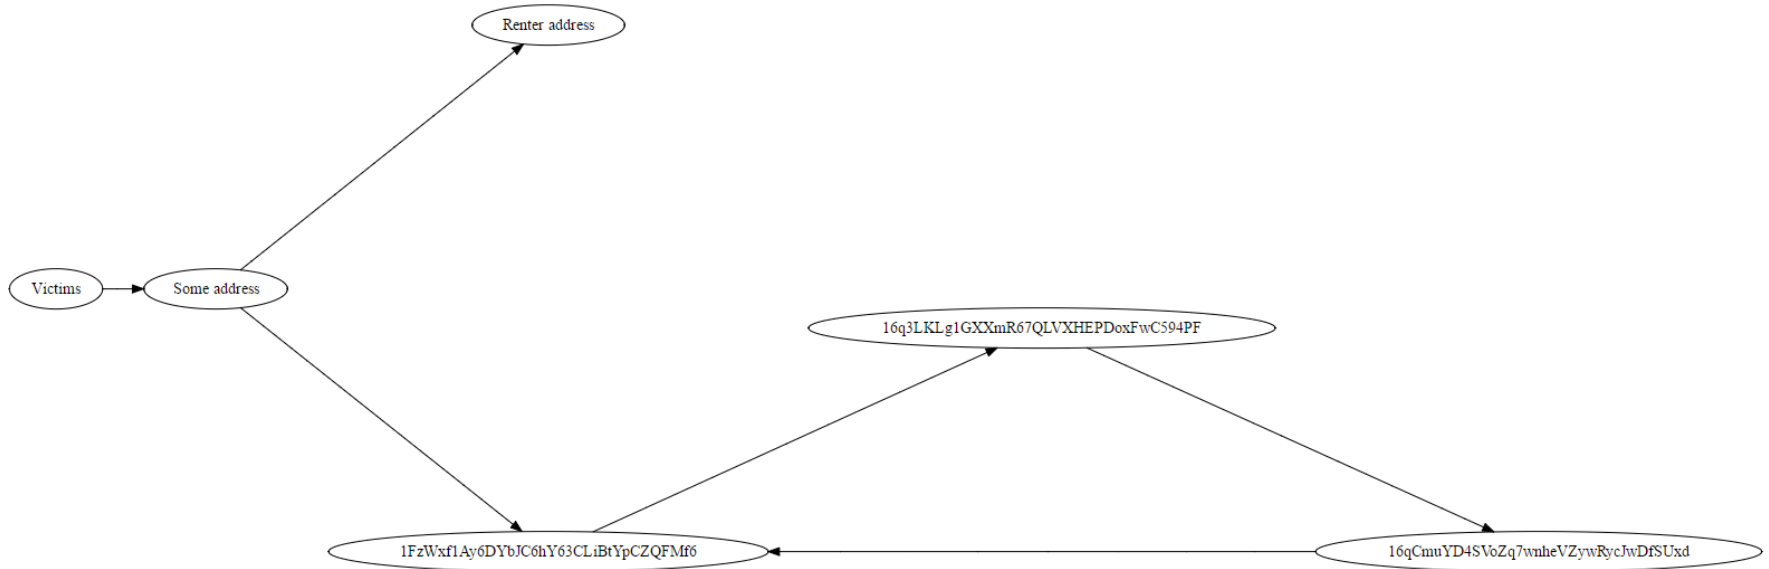 Renter address
Victims
Some address
16q3LKLg1GXXmR67QLVXHEPDoxFwC594PF
1FzWxf1Ay6DYbJC6hY63CLiBtYpCZQFMf6
16qCmuYD4SVoZq7wnheVZywRycJwDfSUxd